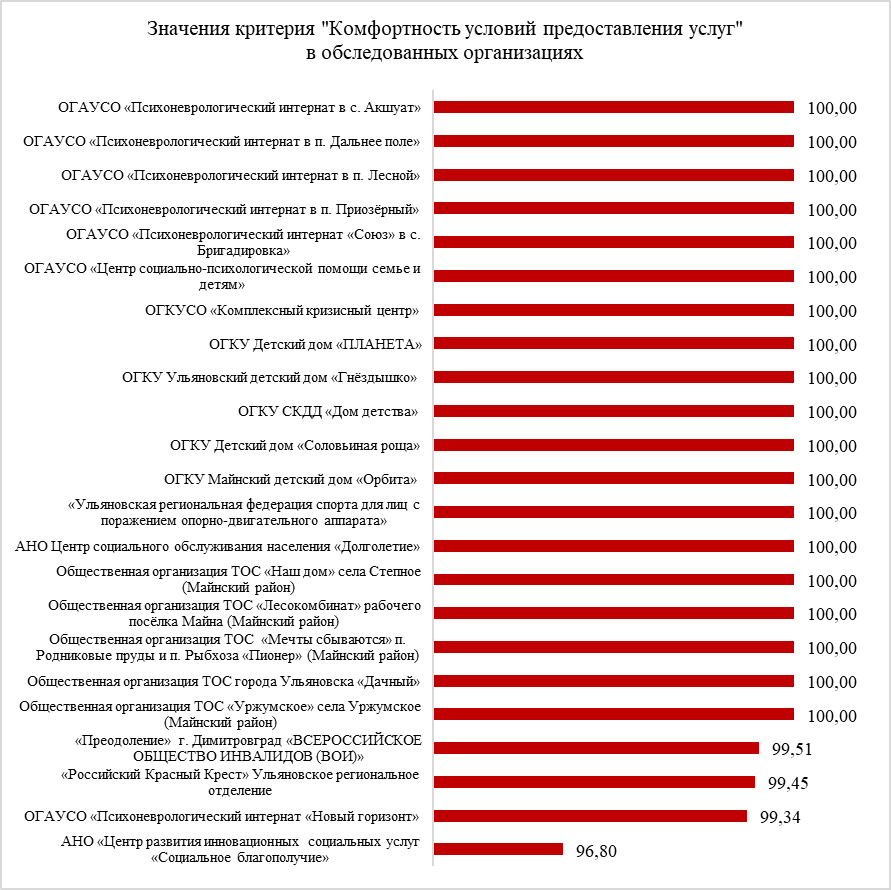 Значения критерия "Комфортность условий предоставления услуг"
в обследованных организациях
ОГАУСО «Психоневрологический интернат в с. Акшуат»
100,00
ОГАУСО «Психоневрологический интернат в п. Дальнее поле»
100,00
ОГАУСО «Психоневрологический интернат в п. Лесной»
100,00
ОГАУСО «Психоневрологический интернат в п. Приозёрный»
100,00
ОГАУСО «Психоневрологический интернат «Союз» в с.
Бригадировка»
100,00
ОГАУСО «Центр социально-психологической помощи семье и
детям»
100,00
ОГКУСО «Комплексный кризисный центр»
100,00
ОГКУ Детский дом «ПЛАНЕТА»
100,00
ОГКУ Ульяновский детский дом «Гнёздышко»
100,00
ОГКУ СКДД «Дом детства»
100,00
ОГКУ Детский дом «Соловьиная роща»
100,00
ОГКУ Майнский детский дом «Орбита»
100,00
«Ульяновская региональная федерация спорта для лиц с
поражением опорно-двигательного аппарата»
100,00
АНО Центр социального обслуживания населения «Долголетие»
100,00
Общественная организация ТОС «Наш дом» села Степное
(Майнский район)
100,00
Общественная организация ТОС «Лесокомбинат» рабочего
посёлка Майна (Майнский район)
100,00
Общественная организация ТОС «Мечты сбываются» п.
Родниковые пруды и п. Рыбхоза «Пионер» (Майнский район)
100,00
Общественная организация ТОС города Ульяновска «Дачный»
100,00
Общественная организация ТОС «Уржумское» села Уржумское
(Майнский район)
100,00
«Преодоление» г. Димитровград «ВСЕРОССИЙСКОЕ
ОБЩЕСТВО ИНВАЛИДОВ (ВОИ)»
99,51
«Российский Красный Крест» Ульяновское региональное
отделение
99,45
ОГАУСО «Психоневрологический интернат «Новый горизонт»
99,34
АНО «Центр развития инновационных социальных услуг
«Социальное благополучие»
96,80